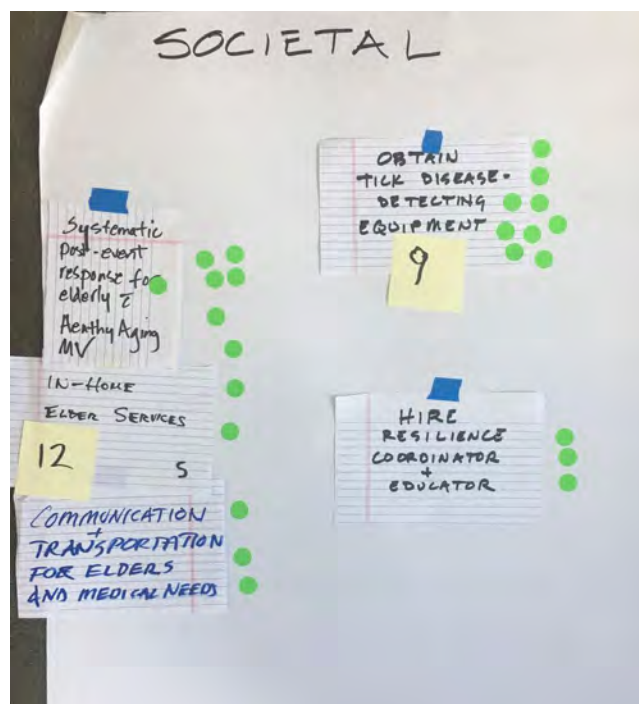 SOCIETAL
Systematic
post-event
response for
elderly c̄
Healthy Aging
MV
IN-HOME
ELDER SERVICES
12
5
COMMUNICATION
+
TRANSPORTATION
FOR ELDERS
AND MEDICAL NEEDS
OBTAIN
TICK DISEASE-
DETECTING
EQUIPMENT
9
HIRE
RESILIENCE
COORDINATOR
+
EDUCATOR